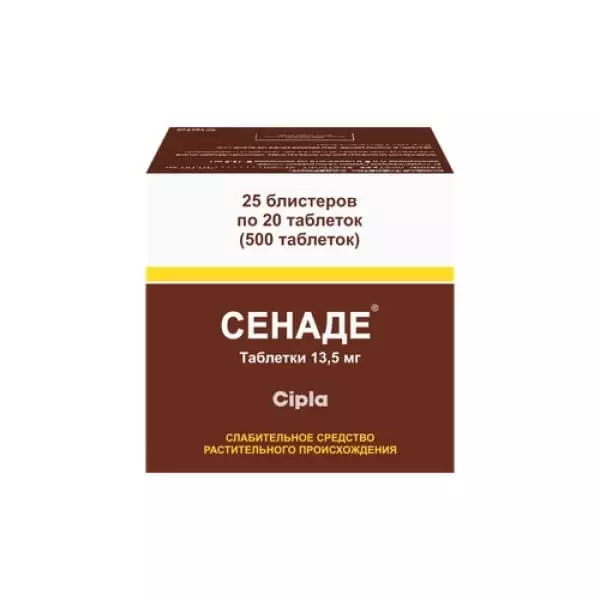 25 блистеров
по 20 таблеток
(500 таблеток)
СЕНАДЕ®
Таблетки 13,5 мг
Cipla
СЛАБИТЕЛЬНОЕ СРЕДСТВО
РАСТИТЕЛЬНОГО ПРОИСХОЖДЕНИЯ